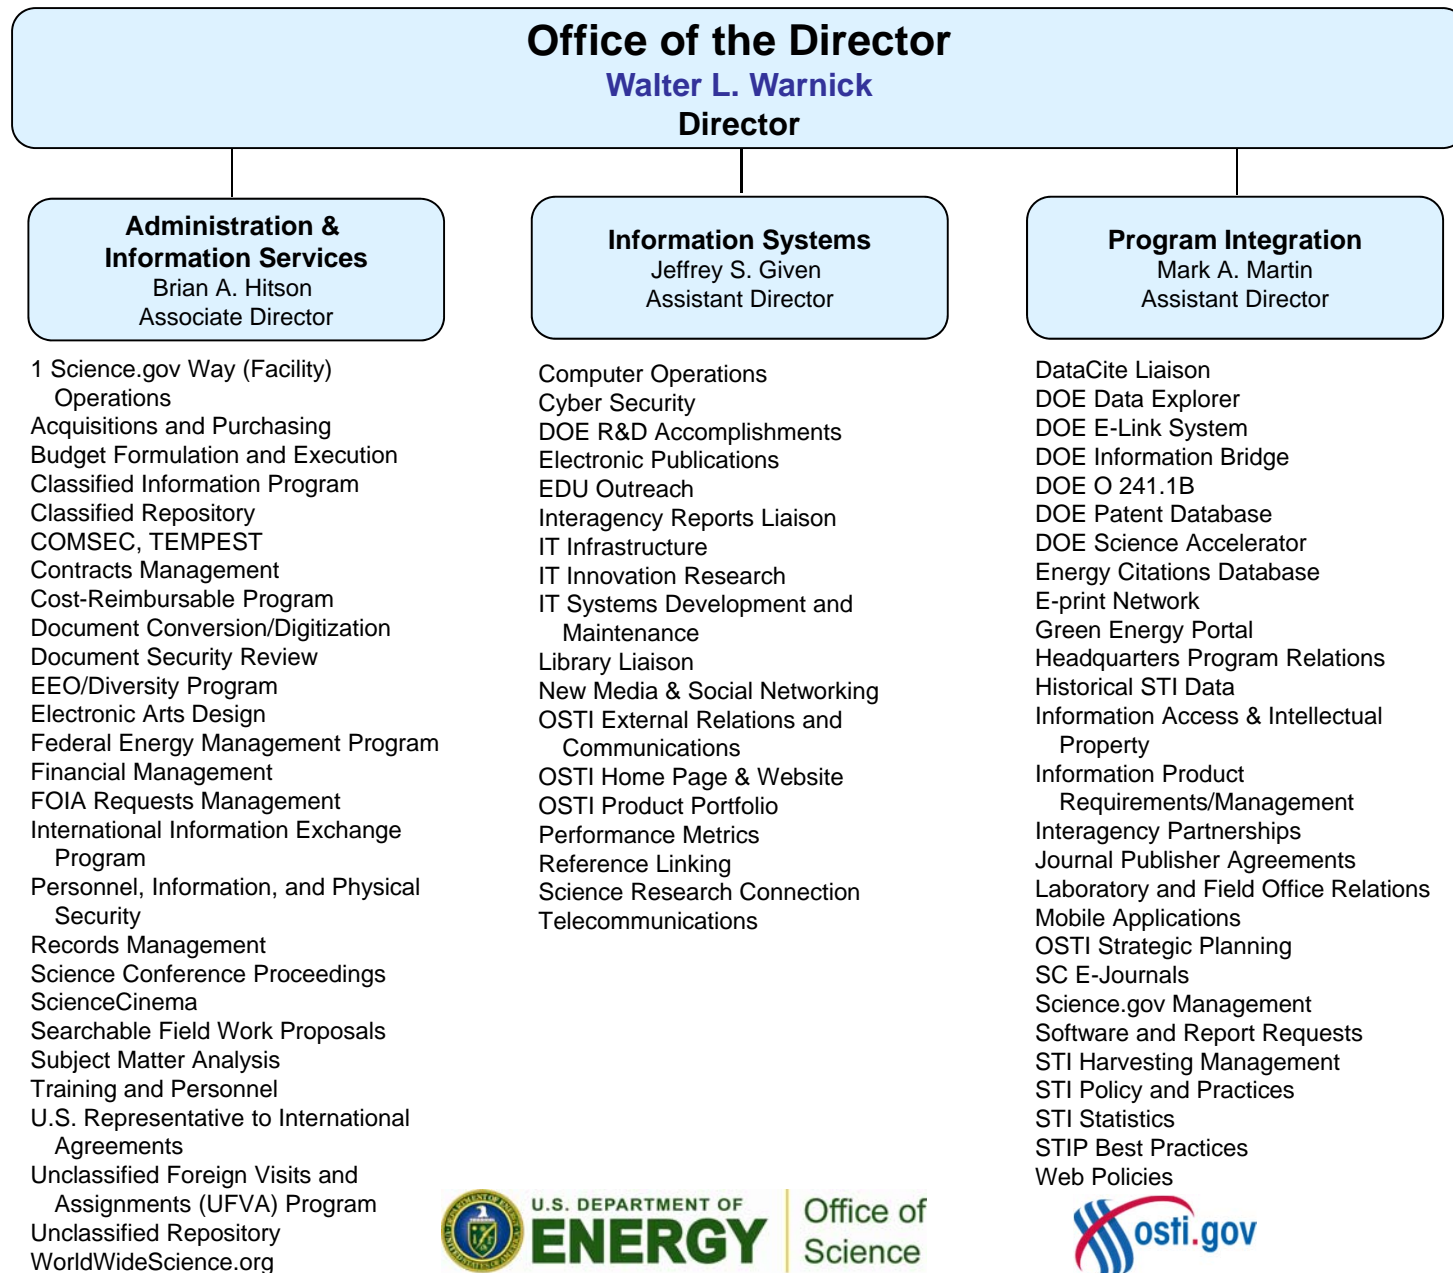 Office of the Director
Walter L. Warnick
Director
Administration &
Information Services
Brian A. Hitson
Associate Director
1 Science.gov Way (Facility)
Operations
Acquisitions and Purchasing
Budget Formulation and Execution
Classified Information Program
Classified Repository
COMSEC, TEMPEST
Contracts Management
Cost-Reimbursable Program
Document Conversion/Digitization
Document Security Review
EEO/Diversity Program
Electronic Arts Design
Federal Energy Management Program
Financial Management
FOIA Requests Management
International Information Exchange
Program
Personnel, Information, and Physical
Security
Records Management
Science Conference Proceedings
ScienceCinema
Searchable Field Work Proposals
Subject Matter Analysis
Training and Personnel
U.S. Representative to International
Agreements
Unclassified Foreign Visits and
Assignments (UFVA) Program
Unclassified Repository
WorldWideScience.org
Information Systems
Jeffrey S. Given
Assistant Director
Computer Operations
Cyber Security
DOE R&D Accomplishments
Electronic Publications
EDU Outreach
Interagency Reports Liaison
IT Infrastructure
IT Innovation Research
IT Systems Development and
Maintenance
Library Liaison
New Media & Social Networking
OSTI External Relations and
Communications
OSTI Home Page & Website
OSTI Product Portfolio
Performance Metrics
Reference Linking
Science Research Connection
Telecommunications
Program Integration
Mark A. Martin
Assistant Director
DataCite Liaison
DOE Data Explorer
DOE E-Link System
DOE Information Bridge
DOE O 241.1B
DOE Patent Database
DOE Science Accelerator
Energy Citations Database
E-print Network
Green Energy Portal
Headquarters Program Relations
Historical STI Data
Information Access & Intellectual
Property
Information Product
Requirements/Management
Interagency Partnerships
Journal Publisher Agreements
Laboratory and Field Office Relations
Mobile Applications
OSTI Strategic Planning
SC E-Journals
Science.gov Management
Software and Report Requests
STI Harvesting Management
STI Policy and Practices
STI Statistics
STIP Best Practices
Web Policies
U.S. DEPARTMENT OF
ENERGY
Office of
Science
osti.gov